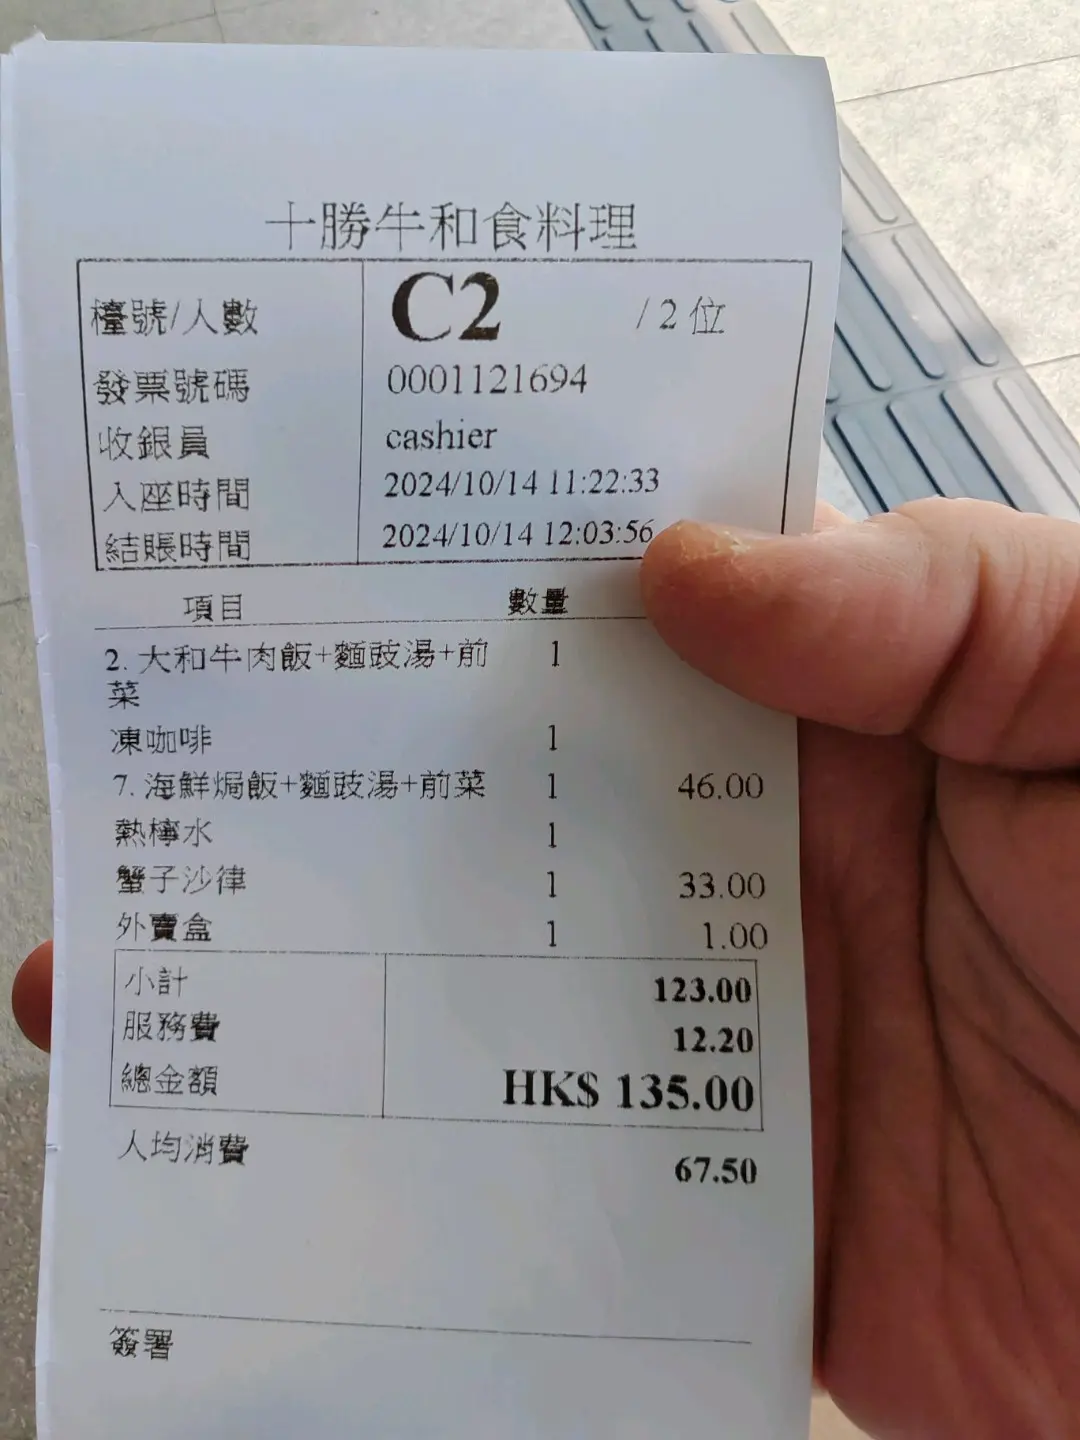 十勝牛和食料理
檯號/人數 C2 / 2 位
發票號碼 0001121694
收銀員 cashier
入座時間 2024/10/14 11:22:33
結賬時間 2024/10/14 12:03:56
項目 數量
2. 大和牛肉飯+麵豉湯+前 1
菜
凍咖啡 1
7. 海鮮焗飯+麵豉湯+前菜 1 46.00
熱檸水 1
蟹子沙律 1 33.00
外賣盒 1 1.00
小計 123.00
服務費 12.20
總金額 HK$ 135.00
人均消費 67.50
簽署